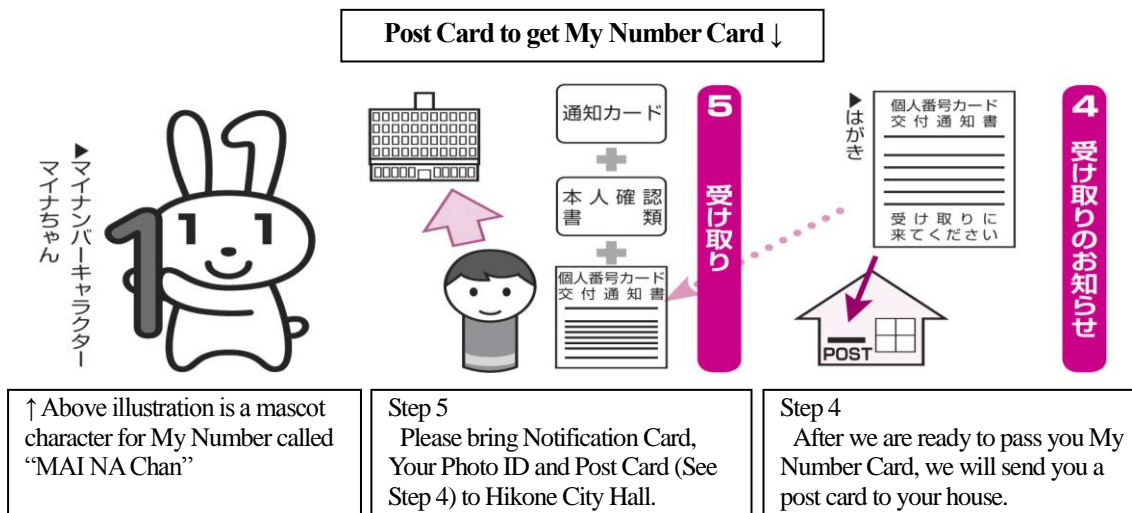 Post Card to get My Number Card ↓
4 受け取りのお知らせ
▶はがき
個人番号カード
交付通知書
受け取りに
来てください
POST
5 受け取り
通知カード
本人確認
書類
個人番号カード
交付通知書
▶マイナンバーキャラクター
マイナちゃん
1
↑ Above illustration is a mascot
character for My Number called
“MAI NA Chan”
Step 5
Please bring Notification Card,
Your Photo ID and Post Card (See
Step 4) to Hikone City Hall.
Step 4
After we are ready to pass you My
Number Card, we will send you a
post card to your house.